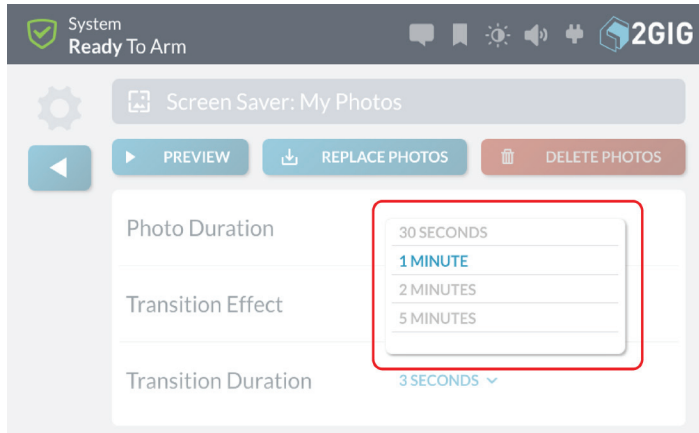 System
Ready To Arm
2GIG
Screen Saver: My Photos
PREVIEW
REPLACE PHOTOS
DELETE PHOTOS
Photo Duration
30 SECONDS
1 MINUTE
2 MINUTES
5 MINUTES
Transition Effect
Transition Duration
3 SECONDS